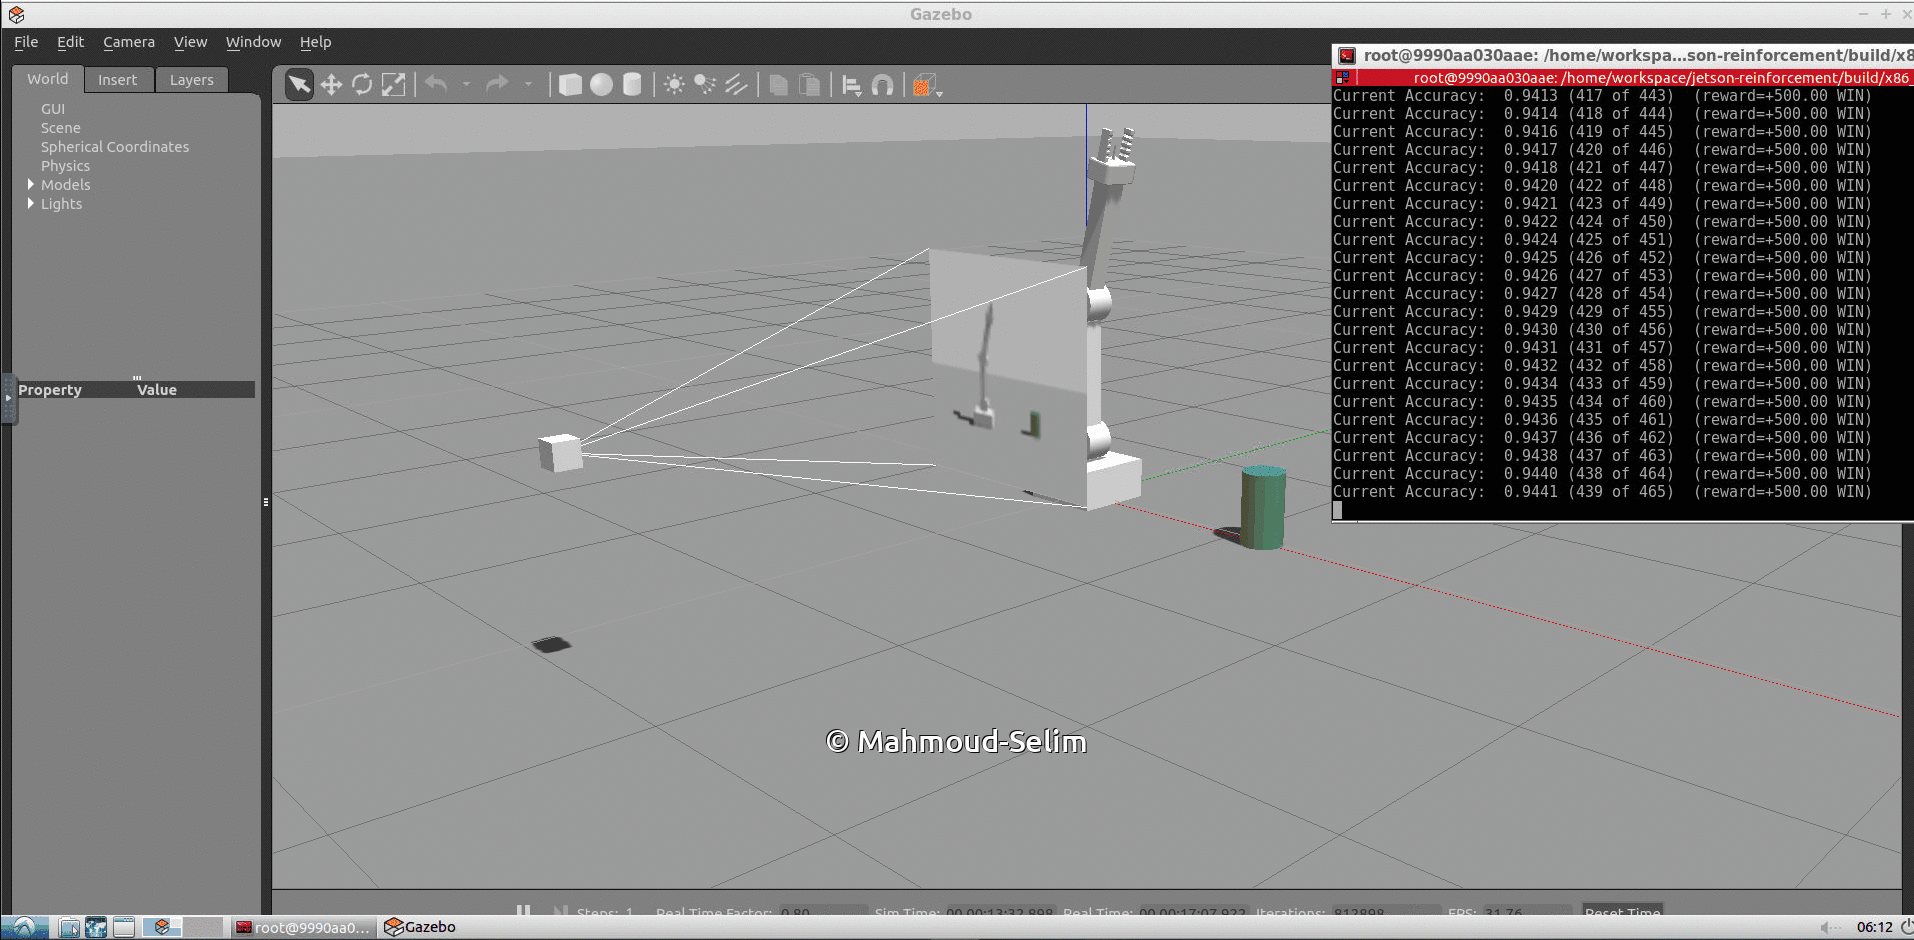 Gazebo
File Edit Camera View Window Help
World Insert Layers
GUI
Scene
Spherical Coordinates
Physics
Models
Lights
Property Value
root@9990aa030aae: /home/workspa...son-reinforcement/build/x8
root@9990aa030aae: /home/workspace/jetson-reinforcement/build/x86_
Current Accuracy: 0.9413 (417 of 443) (reward=+500.00 WIN)
Current Accuracy: 0.9414 (418 of 444) (reward=+500.00 WIN)
Current Accuracy: 0.9416 (419 of 445) (reward=+500.00 WIN)
Current Accuracy: 0.9417 (420 of 446) (reward=+500.00 WIN)
Current Accuracy: 0.9418 (421 of 447) (reward=+500.00 WIN)
Current Accuracy: 0.9420 (422 of 448) (reward=+500.00 WIN)
Current Accuracy: 0.9421 (423 of 449) (reward=+500.00 WIN)
Current Accuracy: 0.9422 (424 of 450) (reward=+500.00 WIN)
Current Accuracy: 0.9424 (425 of 451) (reward=+500.00 WIN)
Current Accuracy: 0.9425 (426 of 452) (reward=+500.00 WIN)
Current Accuracy: 0.9426 (427 of 453) (reward=+500.00 WIN)
Current Accuracy: 0.9427 (428 of 454) (reward=+500.00 WIN)
Current Accuracy: 0.9429 (429 of 455) (reward=+500.00 WIN)
Current Accuracy: 0.9430 (430 of 456) (reward=+500.00 WIN)
Current Accuracy: 0.9431 (431 of 457) (reward=+500.00 WIN)
Current Accuracy: 0.9432 (432 of 458) (reward=+500.00 WIN)
Current Accuracy: 0.9434 (433 of 459) (reward=+500.00 WIN)
Current Accuracy: 0.9435 (434 of 460) (reward=+500.00 WIN)
Current Accuracy: 0.9436 (435 of 461) (reward=+500.00 WIN)
Current Accuracy: 0.9437 (436 of 462) (reward=+500.00 WIN)
Current Accuracy: 0.9438 (437 of 463) (reward=+500.00 WIN)
Current Accuracy: 0.9440 (438 of 464) (reward=+500.00 WIN)
Current Accuracy: 0.9441 (439 of 465) (reward=+500.00 WIN)
© Mahmoud-Selim
Steps: 1 Real Time Factor: 0.80 Sim Time: 00 00:13:32.898 Real Time: 00 00:17:07.922 Iterations: 812898 FPS: 31.76 Reset Time
root@9990aa0... Gazebo 06:12